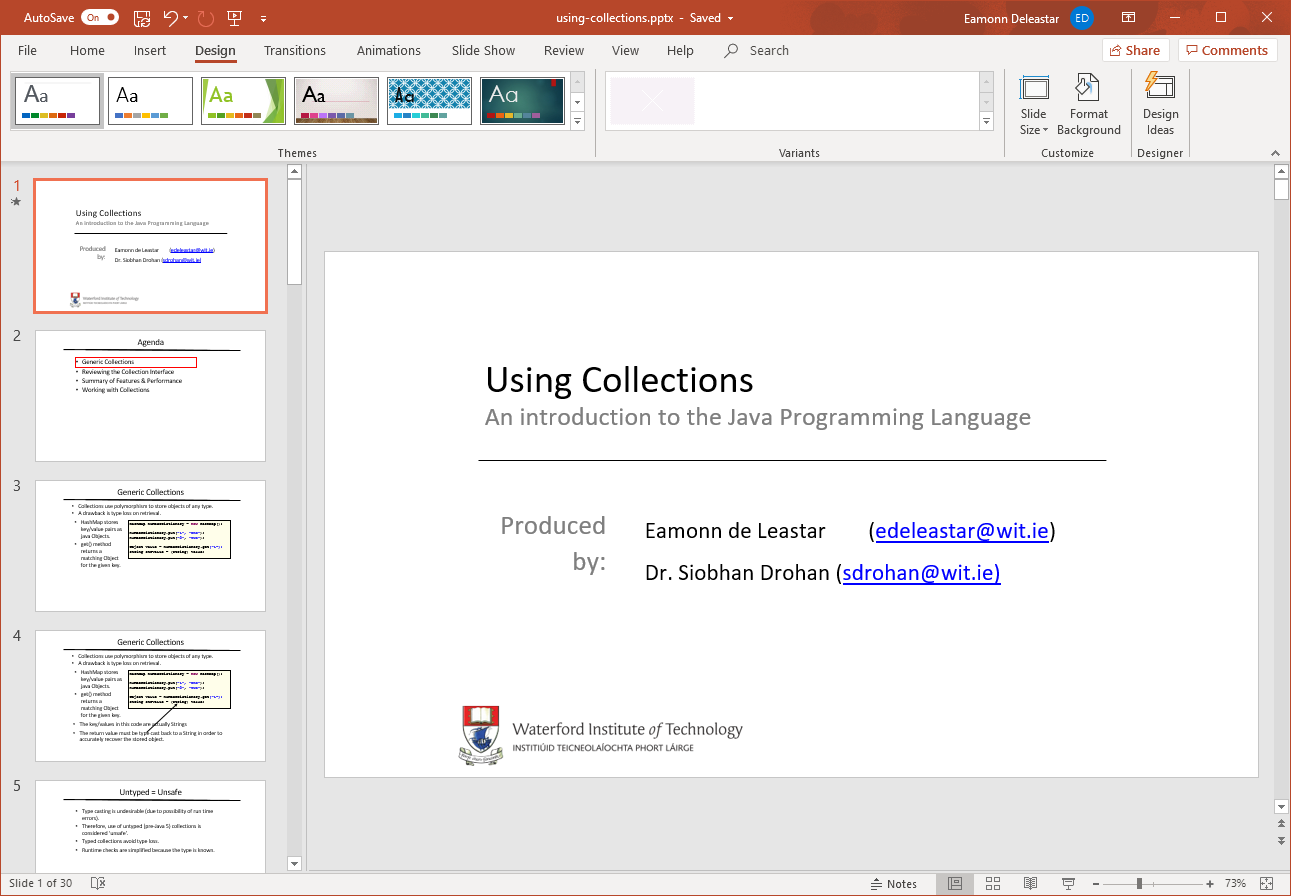 AutoSave On
using-collections.pptx - Saved
Eamonn Deleastar ED
File Home Insert Design Transitions Animations Slide Show Review View Help Search
Share Comments
Aa Aa Aa Aa Aa Aa
Slide Size
Format Background
Design Ideas
Themes Variants Customize Designer
1
Using Collections
An introduction to the Java Programming Language
Produced by:
Eamonn de Leastar (edeleastar@wit.ie)
Dr. Siobhan Drohan (sdrohan@wit.ie)
Waterford Institute of Technology
2
Agenda
• Generic Collections
• Reviewing the Collection Interface
• Summary of Features & Performance
• Working with Collections
3
Generic Collections
• Collections use polymorphism to store objects of any type.
• A drawback is type loss on retrieval.
• HashMap stores
key/value pairs as
java Objects.
• get() method
returns a
matching Object
for the given key.
4
Generic Collections
• Collections use polymorphism to store objects of any type.
• A drawback is type loss on retrieval.
• HashMap stores
key/value pairs as
java Objects.
• get() method
returns a
matching Object
for the given key.
• The key/values in this code are actually Strings
• The return value must be type cast back to a String in order to
accurately recover the stored object.
5
Untyped = Unsafe
• Type casting is undesirable (due to possibility of run time
errors).
• Therefore, use of untyped (pre-Java 5) collections is
considered 'unsafe'.
• Typed collections avoid type loss.
• Runtime checks are simplified because the type is known.
Using Collections
An introduction to the Java Programming Language
Produced
by:
Eamonn de Leastar (edeleastar@wit.ie)
Dr. Siobhan Drohan (sdrohan@wit.ie)
Waterford Institute of Technology
INSTITIÚID TEICNEOLAÍOCHTA PHORT LÁIRGE
Slide 1 of 30
Notes
73%